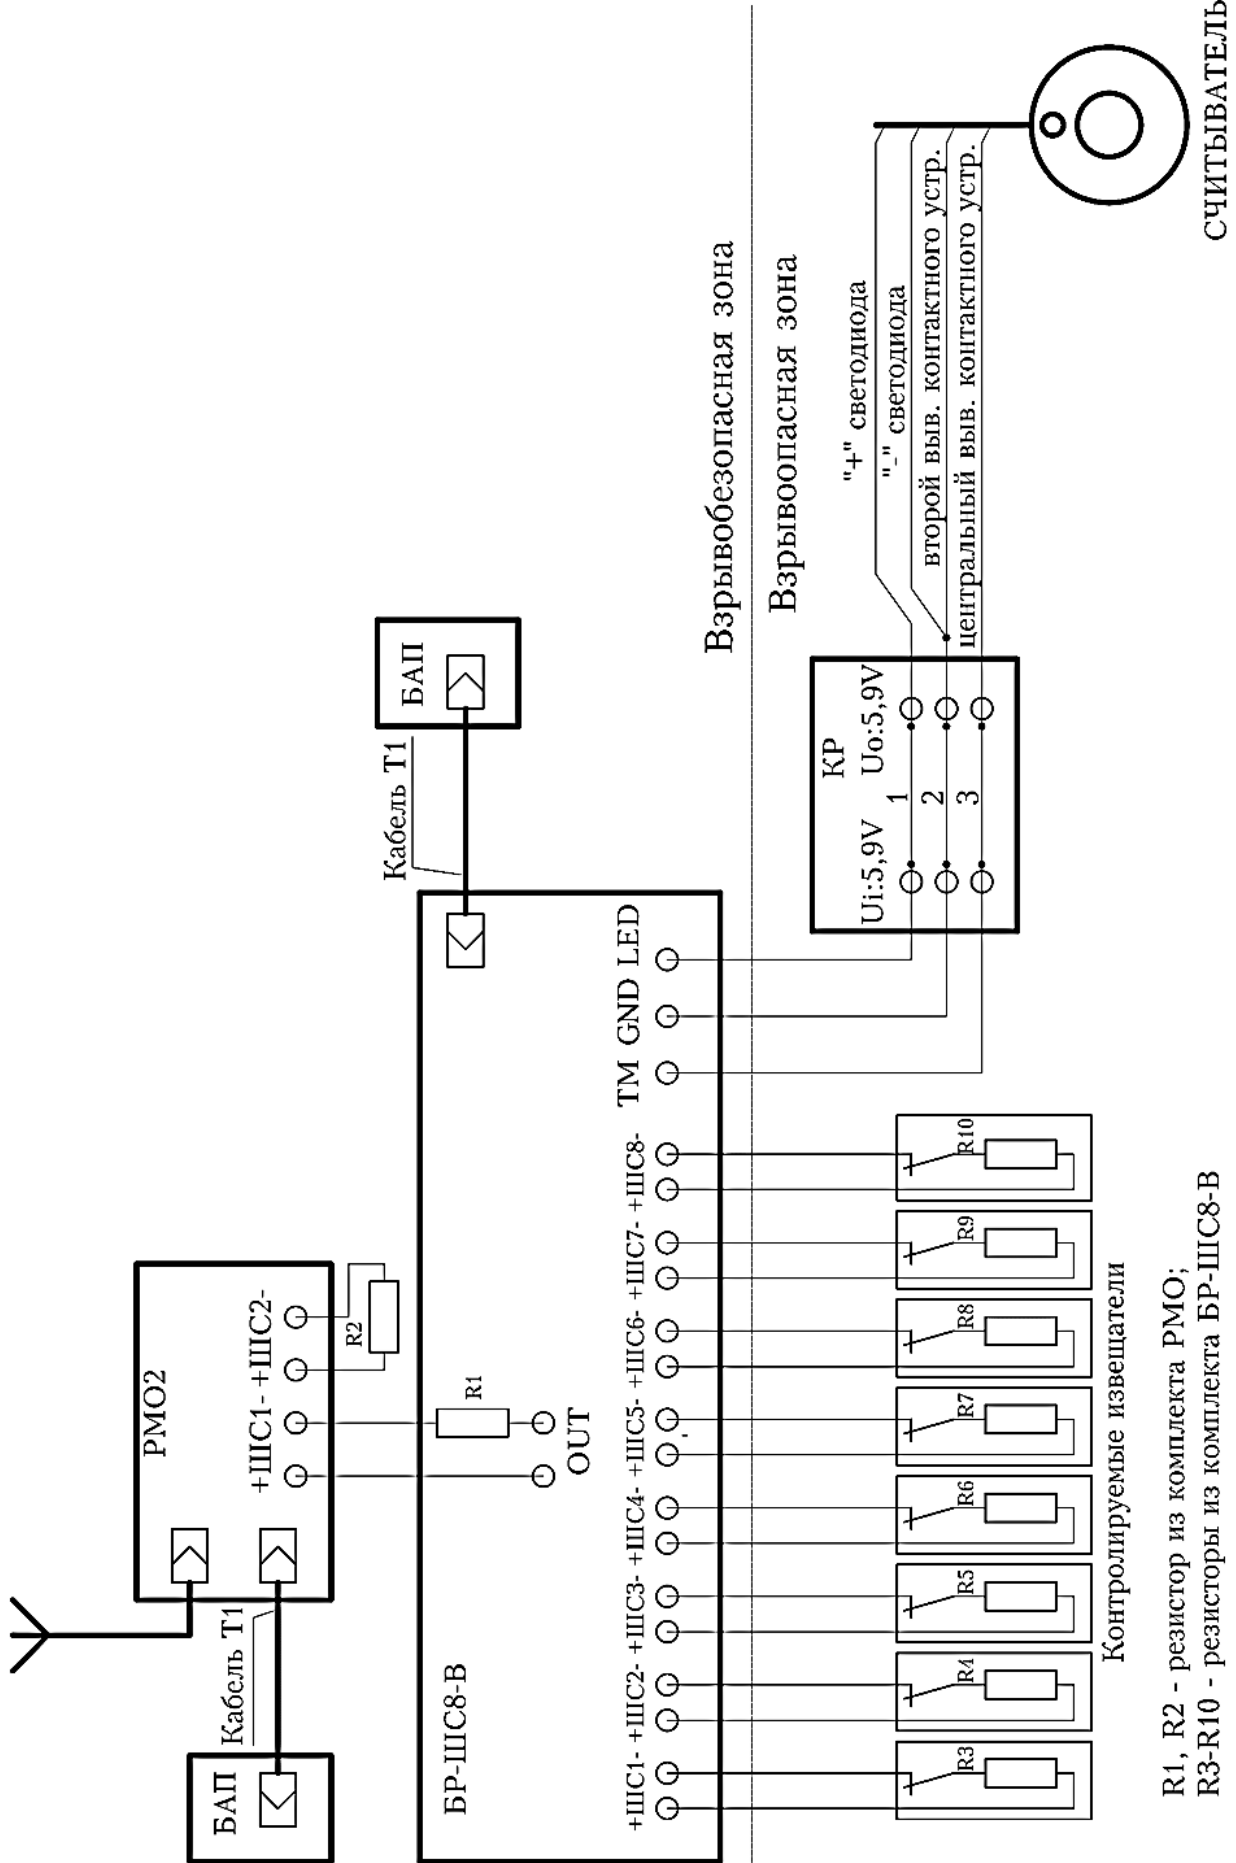 БАП
Кабель Т1
РМО2
+ШС1- +ШС2-
R2
R1
OUT
БР-ШС8-В
Кабель Т1
БАП
+ШС1- +ШС2- +ШС3- +ШС4- +ШС5- +ШС6- +ШС7- +ШС8-
TM GND LED
Взрывобезопасная зона
Взрывоопасная зона
КР
Ui:5,9V Uo:5,9V
1
2
3
"+" светодиода
"-" светодиода
второй выв. контактного устр.
центральный выв. контактного устр.
СЧИТЫВАТЕЛЬ
R3
R4
R5
R6
R7
R8
R9
R10
Контролируемые извещатели
R1, R2 - резистор из комплекта РМО;
R3-R10 - резисторы из комплекта БР-ШС8-В